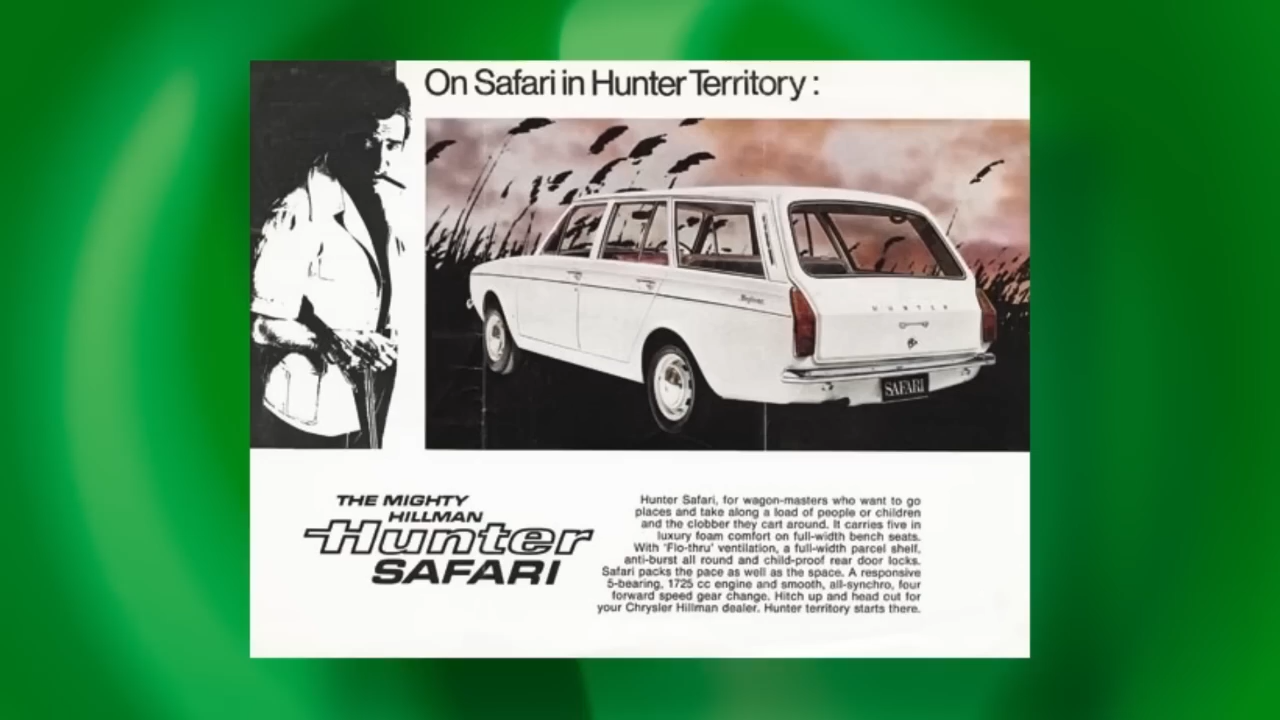 On Safari in Hunter Territory :
HUNTER
SAFARI
THE MIGHTY
HILLMAN
Hunter
SAFARI
Hunter Safari, for wagon-masters who want to go
places and take along a load of people or children
and the clobber they cart around. It carries five in
luxury foam comfort on full-width bench seats.
With 'Flo-thru' ventilation, a full-width parcel shelf,
anti-burst all round and child-proof rear door locks.
Safari packs the pace as well as the space. A responsive
5-bearing, 1725 cc engine and smooth, all-synchro, four
forward speed gear change. Hitch up and head out for
your Chrysler Hillman dealer. Hunter territory starts there.